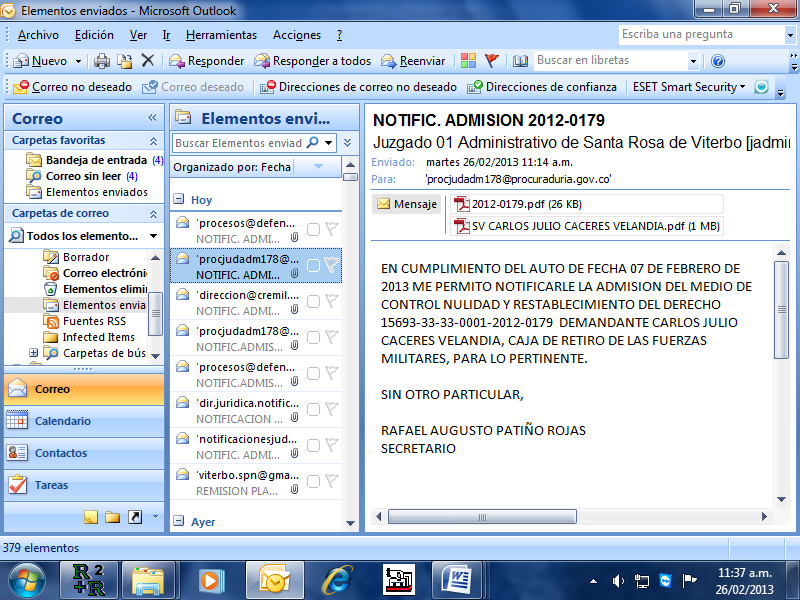 Elementos enviados - Microsoft Outlook
Archivo Edición Ver Ir Herramientas Acciones ?
Escriba una pregunta
Nuevo Responder Responder a todos Reenviar Buscar en libretas
Correo no deseado Correo deseado Direcciones de correo no deseado Direcciones de confianza ESET Smart Security
Correo «
Carpetas favoritas
Bandeja de entrada (4)
Correo sin leer (4)
Elementos enviados
Carpetas de correo
Todos los elemento...
Borrador
Correo electróni
Elementos elimi
Elementos envia
Fuentes RSS
Infected Items
Carpetas de bús
Correo
Calendario
Contactos
Tareas
Elementos envi...
Buscar Elementos enviad
Organizado por: Fecha
Hoy
'procesos@defen...
NOTIFIC. ADMI...
'procjudadm178@...
NOTIFIC. ADMI...
'direccion@cremil...
NOTIFIC. ADMI...
'procjudadm178@...
NOTIFIC.ADMIS...
'procesos@defen...
NOTIFIC.ADMIS...
'dir.juridica.notific...
NOTIFICACION ...
'notificacionesjud...
NOTIFIC. ADMI...
'viterbo.spn@gma...
REMISION PLA...
Ayer
NOTIFIC. ADMISION 2012-0179
Juzgado 01 Administrativo de Santa Rosa de Viterbo [jadmin
Enviado: martes 26/02/2013 11:14 a.m.
Para: 'procjudadm178@procuraduria.gov.co'
Mensaje 2012-0179.pdf (26 KB)
SV CARLOS JULIO CACERES VELANDIA.pdf (1 MB)
EN CUMPLIMIENTO DEL AUTO DE FECHA 07 DE FEBRERO DE
2013 ME PERMITO NOTIFICARLE LA ADMISION DEL MEDIO DE
CONTROL NULIDAD Y RESTABLECIMIENTO DEL DERECHO
15693-33-33-0001-2012-0179 DEMANDANTE CARLOS JULIO
CACERES VELANDIA, CAJA DE RETIRO DE LAS FUERZAS
MILITARES, PARA LO PERTINENTE.
SIN OTRO PARTICULAR,
RAFAEL AUGUSTO PATIÑO ROJAS
SECRETARIO
379 elementos
R2
+R
11:37 a.m.
26/02/2013